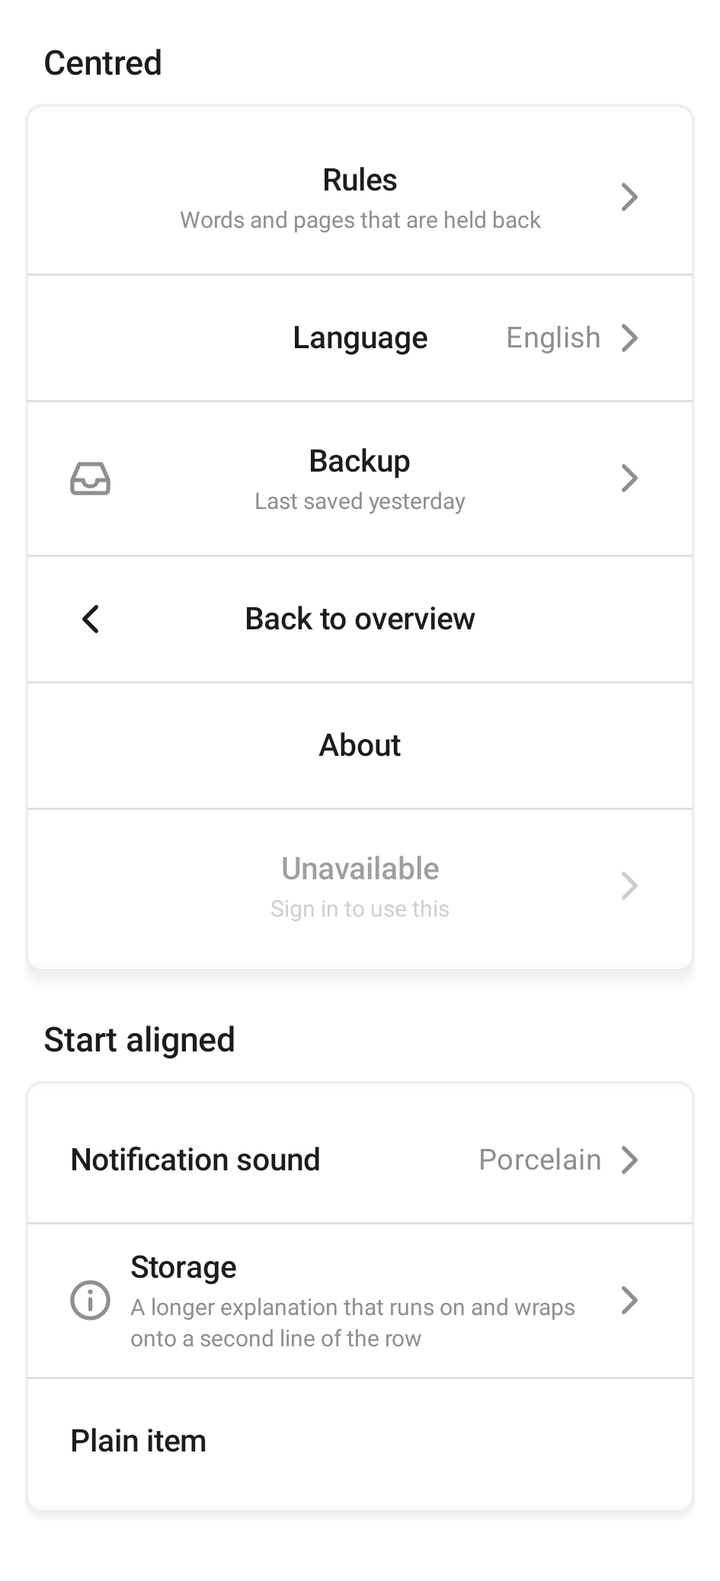 Centred
Rules
Words and pages that are held back
Language
English
Backup
Last saved yesterday
Back to overview
About
Unavailable
Sign in to use this
Start aligned
Notification sound
Porcelain
Storage
A longer explanation that runs on and wraps
onto a second line of the row
Plain item